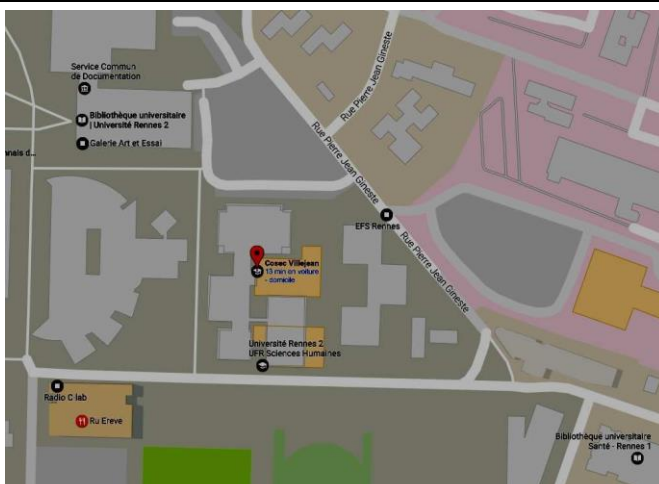 Service Commun
de Documentation
Bibliothèque universitaire
| Université Rennes 2
Galerie Art et Essai
nnais d...
Rue Pierre Jean Gineste
Rue Pierre Jean Gineste
EFS Rennes
Rue Pierre Jean Gineste
Cosec Villejean
13 min en voiture
- domicile
Université Rennes 2
UFR Sciences Humaines
Radio C-lab
Ru Ereve
Bibliothèque universitaire
Santé - Rennes 1